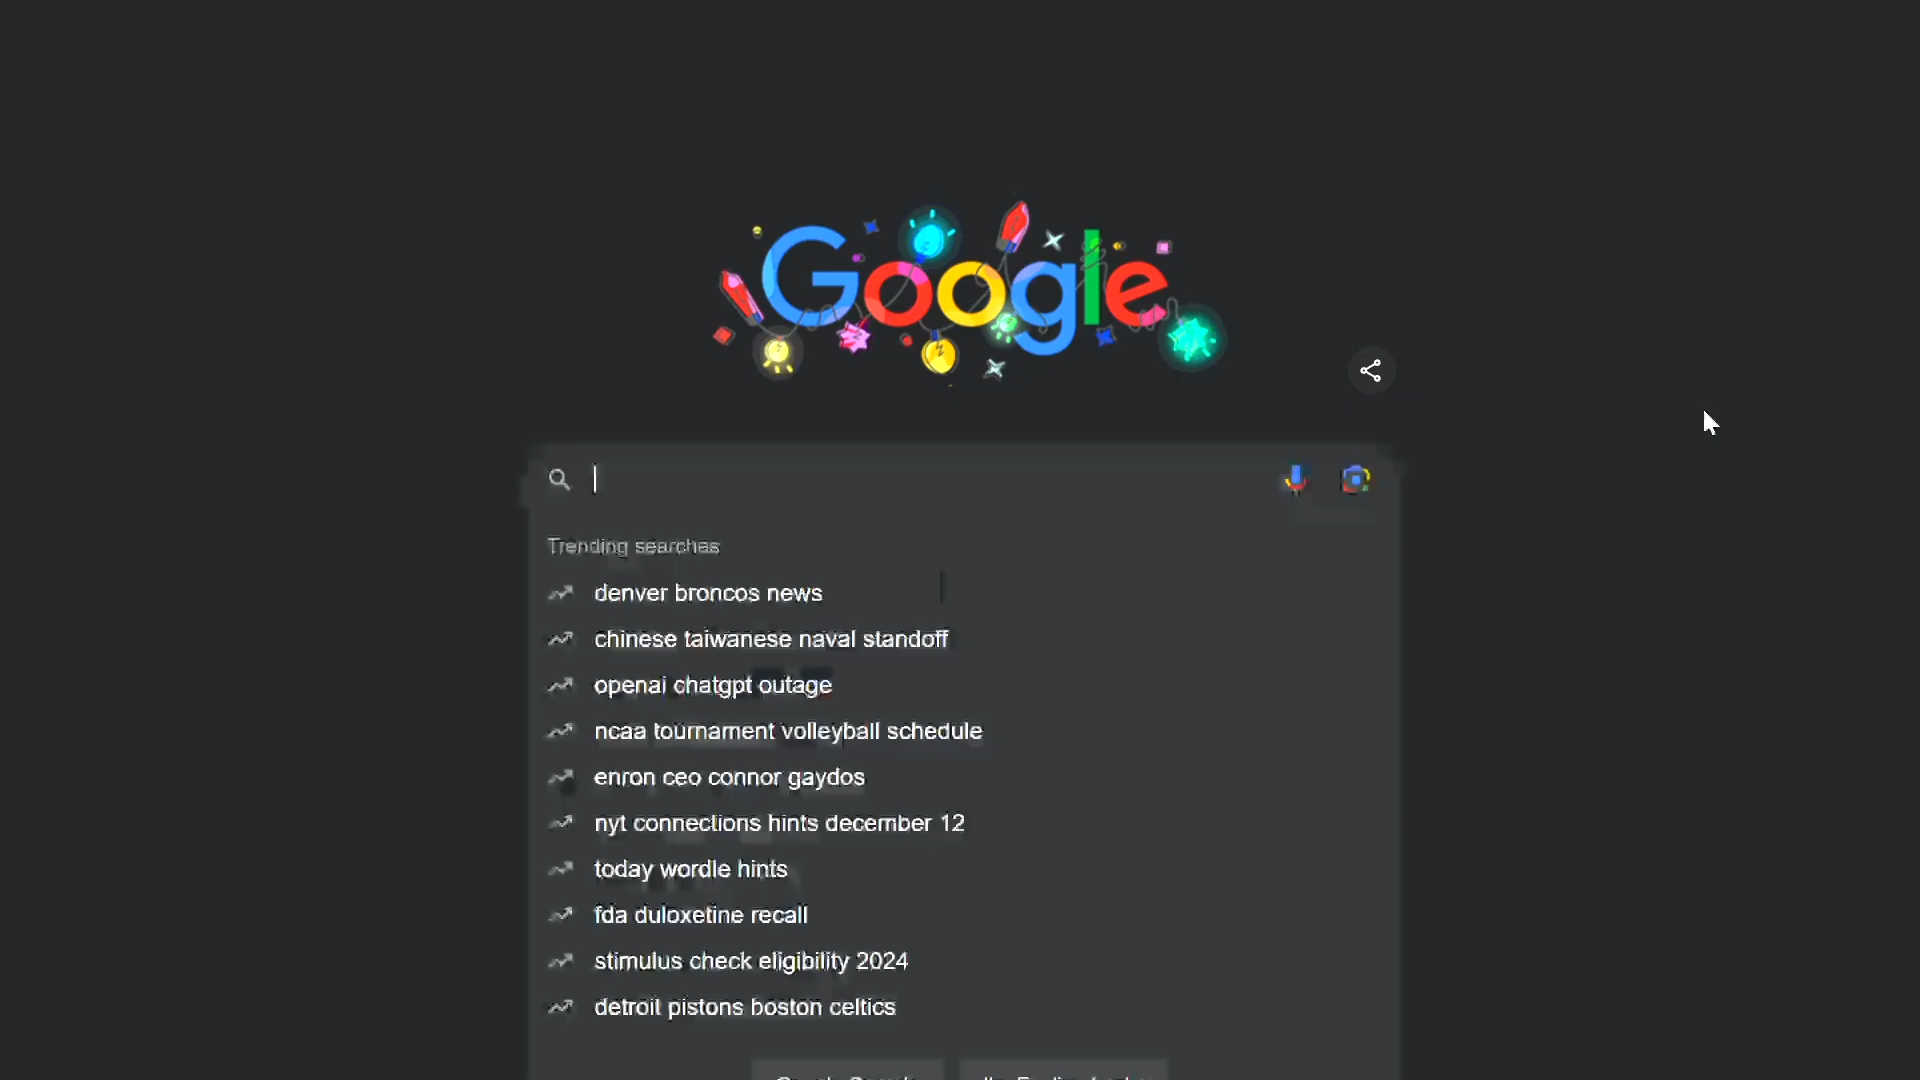 Google
Trending searches
denver broncos news
chinese taiwanese naval standoff
openai chatgpt outage
ncaa tournament volleyball schedule
enron ceo connor gaydos
nyt connections hints december 12
today wordle hints
fda duloxetine recall
stimulus check eligibility 2024
detroit pistons boston celtics